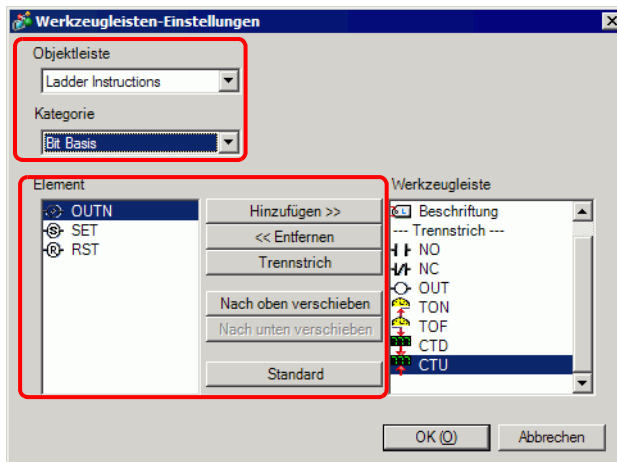 Werkzeugleisten-Einstellungen
Objektleiste
Ladder Instructions
Kategorie
Bit Basis
Element
OUTN
SET
RST
Hinzufügen >>
<< Entfernen
Trennstrich
Nach oben verschieben
Nach unten verschieben
Standard
Werkzeugleiste
Beschriftung
--- Trennstrich ---
NO
NC
OUT
TON
TOF
CTD
CTU
OK (O)
Abbrechen